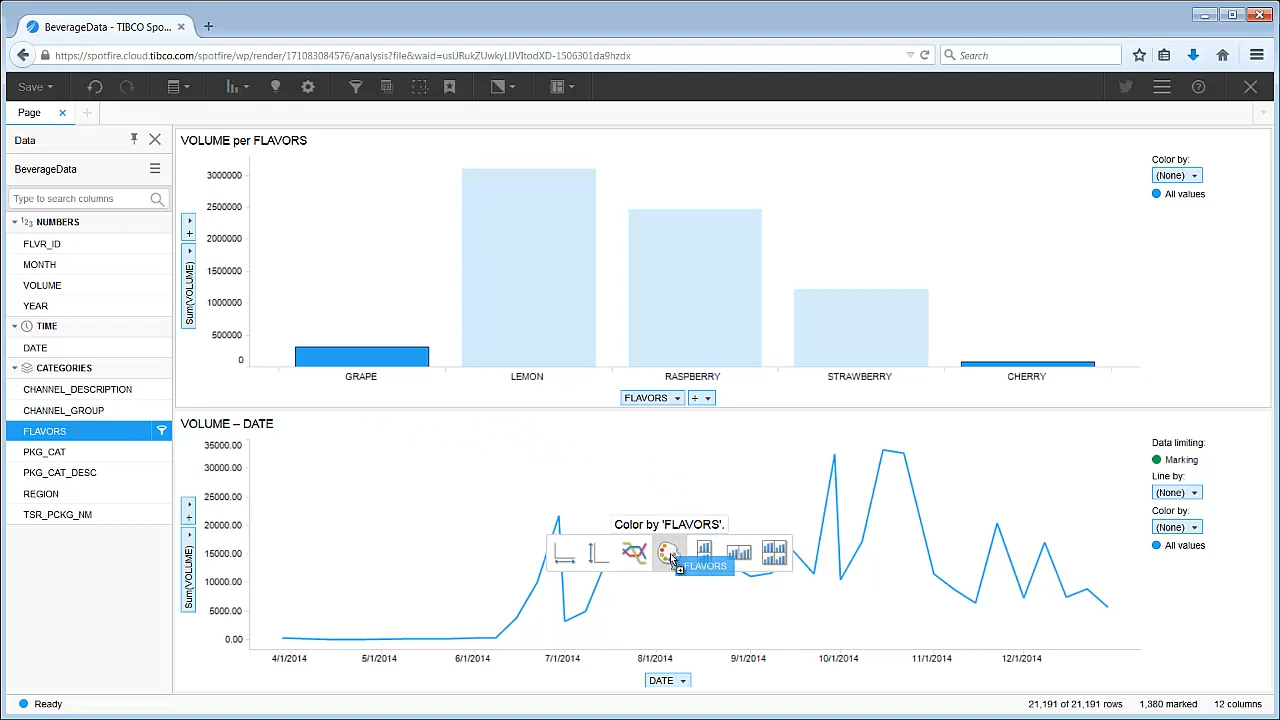 BeverageData - TIBCO Spo...
https://spotfire.cloud.tibco.com/spotfire/wp/render/171083084576/analysis?file&waid=usURukZUwkyLIJVItodXD-1506301da9hzdx
Search
Save
Page
Data
BeverageData
Type to search columns
123 NUMBERS
FLVR_ID
MONTH
VOLUME
YEAR
TIME
DATE
CATEGORIES
CHANNEL_DESCRIPTION
CHANNEL_GROUP
FLAVORS
PKG_CAT
PKG_CAT_DESC
REGION
TSR_PCKG_NM
VOLUME per FLAVORS
3000000
2500000
2000000
1500000
1000000
500000
0
+
Sum(VOLUME)
GRAPE LEMON RASPBERRY STRAWBERRY CHERRY
FLAVORS +
Color by:
(None)
All values
VOLUME – DATE
35000.00
30000.00
25000.00
20000.00
15000.00
10000.00
5000.00
0.00
+
Sum(VOLUME)
Color by 'FLAVORS'.
FLAVORS
4/1/2014 5/1/2014 6/1/2014 7/1/2014 8/1/2014 9/1/2014 10/1/2014 11/1/2014 12/1/2014
DATE
Data limiting:
Marking
Line by:
(None)
Color by:
(None)
All values
Ready
21,191 of 21,191 rows 1,380 marked 12 columns